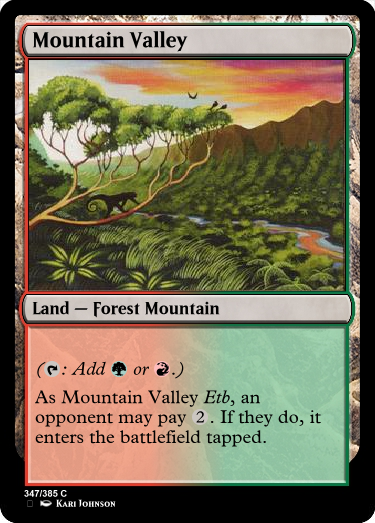 Mountain Valley
Land — Forest Mountain
(: Add or .)
As Mountain Valley Etb, an
opponent may pay 2. If they do, it
enters the battlefield tapped.
347/385 C
Kari Johnson